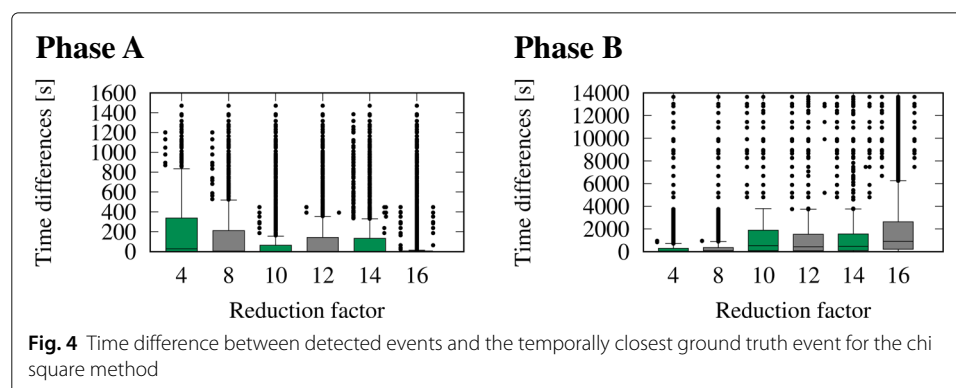 Phase A
Time differences [s]
1600
1400
1200
1000
800
600
400
200
0
4 8 10 12 14 16
Reduction factor
Phase B
Time differences [s]
14000
12000
10000
8000
6000
4000
2000
0
4 8 10 12 14 16
Reduction factor
Fig. 4 Time difference between detected events and the temporally closest ground truth event for the chi
square method